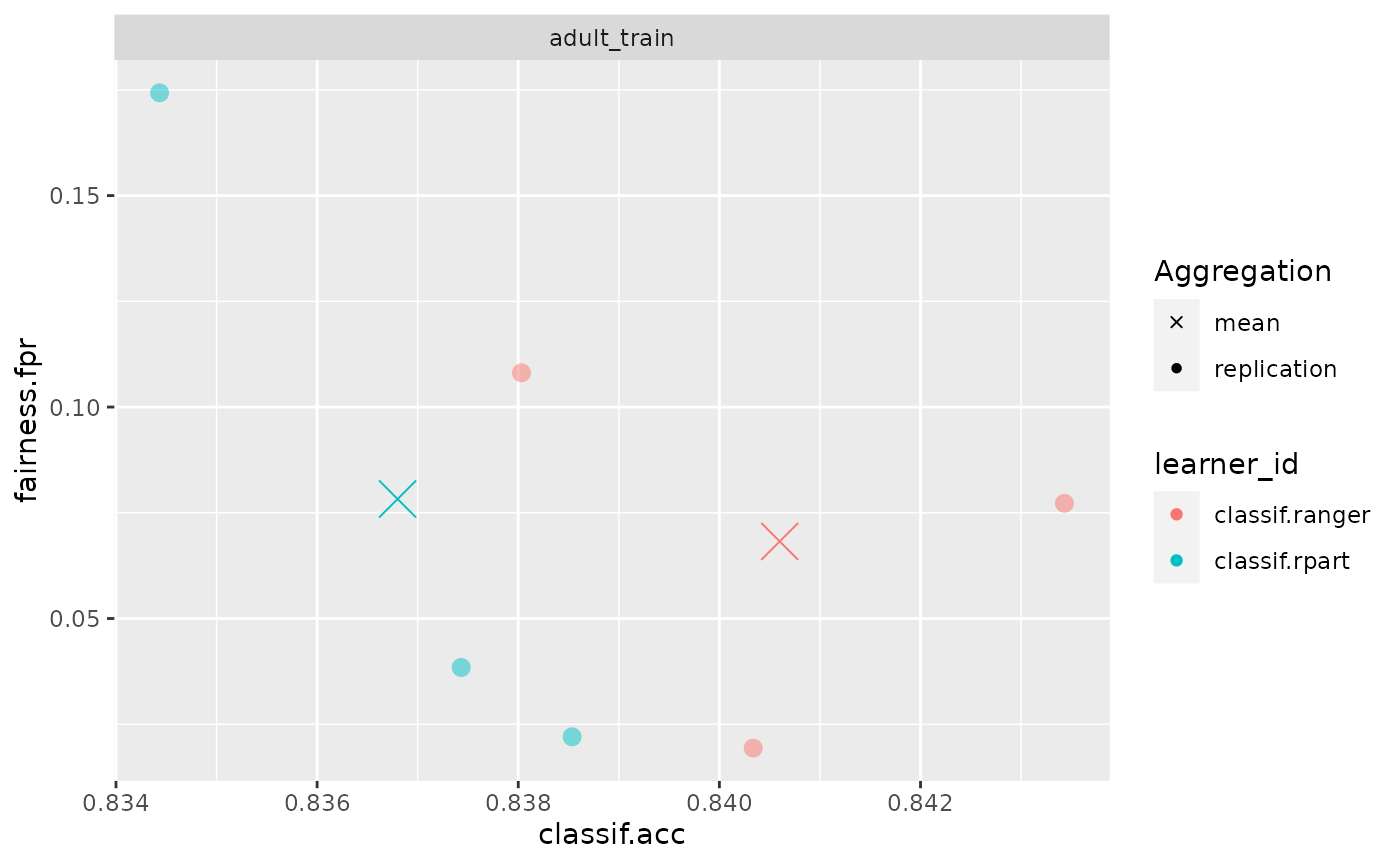 adult_train
0.15
0.10
0.05
fairness.fpr
0.834 0.836 0.838 0.840 0.842
classif.acc
Aggregation
mean
replication
learner_id
classif.ranger
classif.rpart